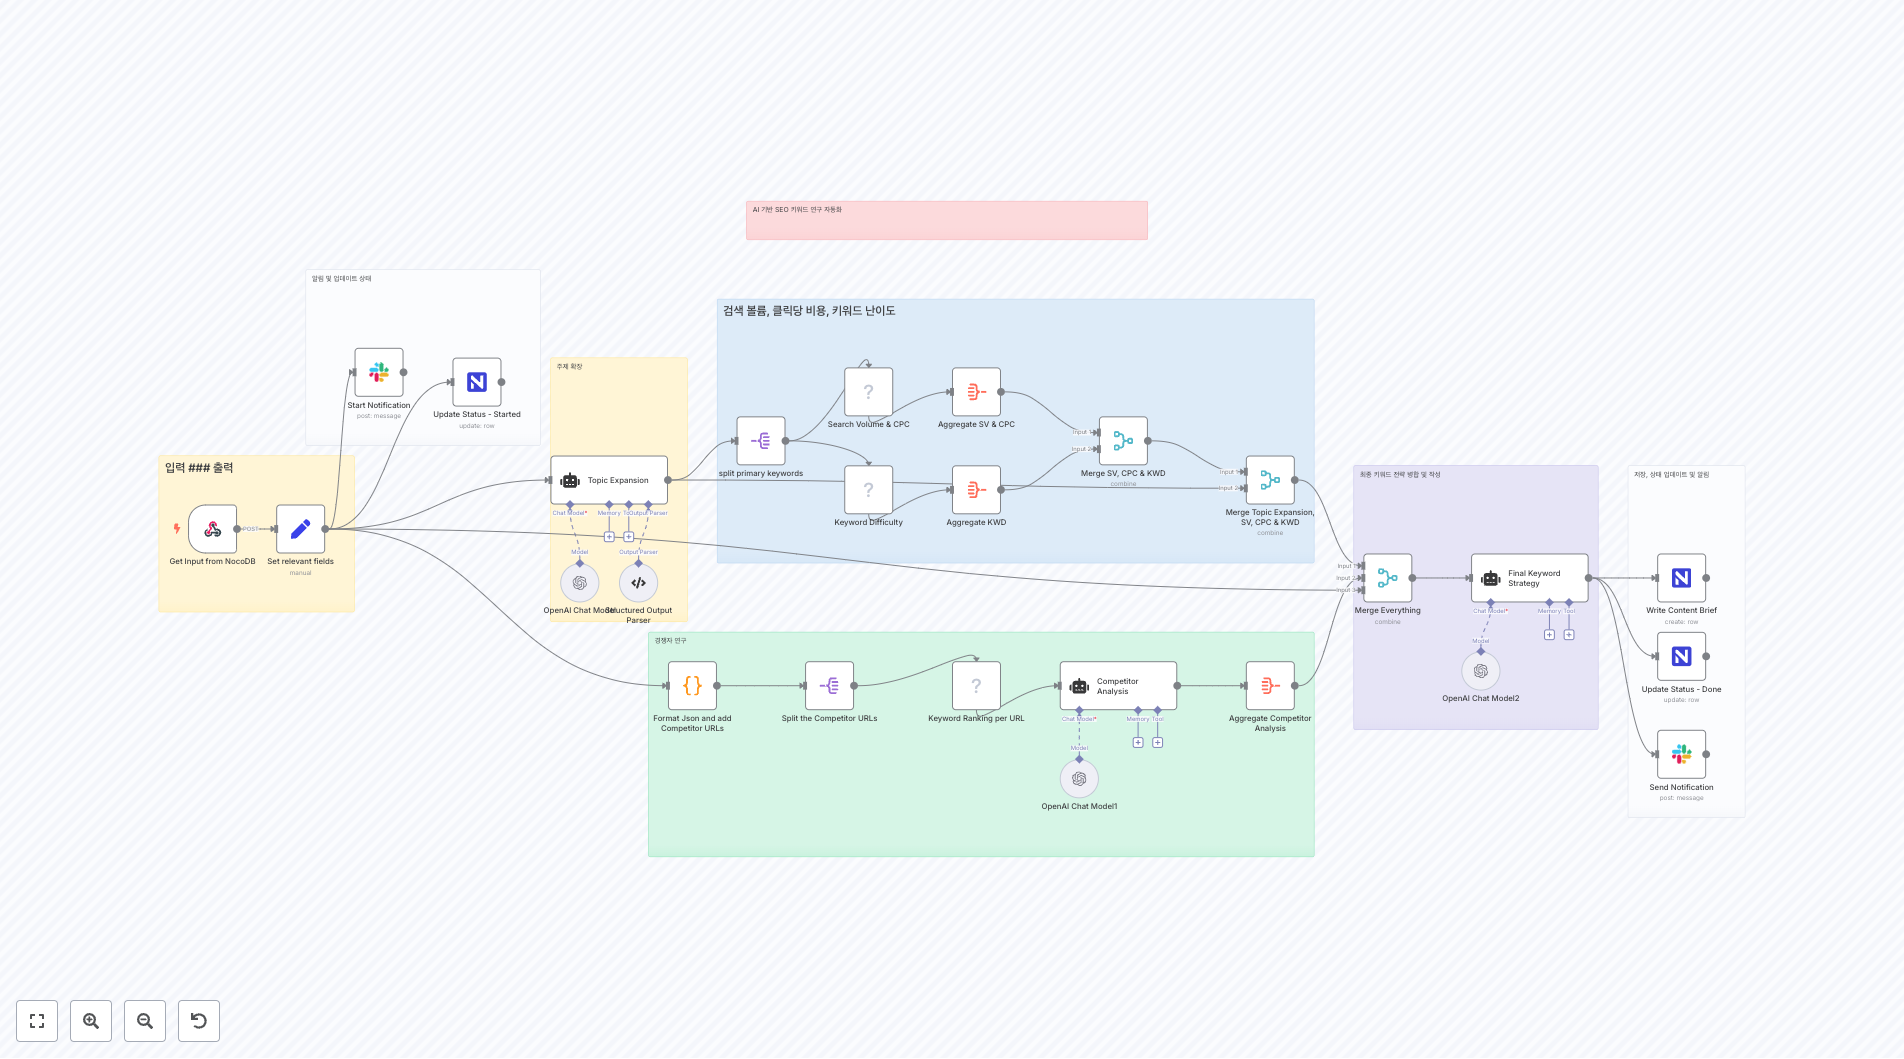 AI 기반 SEO 키워드 연구 자동화
알림 및 업데이트 상태
Start Notification
post: message
Update Status - Started
update: row
입력 ### 출력
Get Input from NocoDB
POST
Set relevant fields
manual
주제 확장
Topic Expansion
Chat Model*
Memory
Output Parser
Model
Output Parser
OpenAI Chat Model
Structured Output
Parser
검색 볼륨, 클릭당 비용, 키워드 난이도
split primary keywords
Search Volume & CPC
Keyword Difficulty
Aggregate SV & CPC
Aggregate KWD
Input 1
Input 2
Merge SV, CPC & KWD
combine
Input 1
Input 2
Merge Topic Expansion,
SV, CPC & KWD
combine
경쟁자 연구
Format Json and add
Competitor URLs
Split the Competitor URLs
Keyword Ranking per URL
Competitor
Analysis
Chat Model*
Memory
Tool
Model
OpenAI Chat Model1
Aggregate Competitor
Analysis
최종 키워드 전략 병합 및 작성
Input 1
Input 2
Input 3
Merge Everything
combine
Final Keyword
Strategy
Chat Model*
Memory
Tool
Model
OpenAI Chat Model2
저장, 상태 업데이트 및 알림
Write Content Brief
create: row
Update Status - Done
update: row
Send Notification
post: message